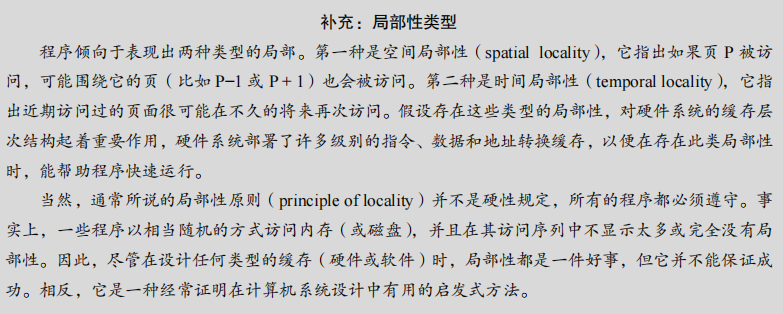 补充：局部性类型
程序倾向于表现出两种类型的局部。第一种是空间局部性（spatial locality），它指出如果页 P 被访
问，可能围绕它的页（比如 P−1 或 P + 1）也会被访问。第二种是时间局部性（temporal locality），它指
出近期访问过的页面很可能在不久的将来再次访问。假设存在这些类型的局部性，对硬件系统的缓存层
次结构起着重要作用，硬件系统部署了许多级别的指令、数据和地址转换缓存，以便在存在此类局部性
时，能帮助程序快速运行。
当然，通常所说的局部性原则（principle of locality）并不是硬性规定，所有的程序都必须遵守。事
实上，一些程序以相当随机的方式访问内存（或磁盘），并且在其访问序列中不显示太多或完全没有局
部性。因此，尽管在设计任何类型的缓存（硬件或软件）时，局部性都是一件好事，但它并不能保证成
功。相反，它是一种经常证明在计算机系统设计中有用的启发式方法。